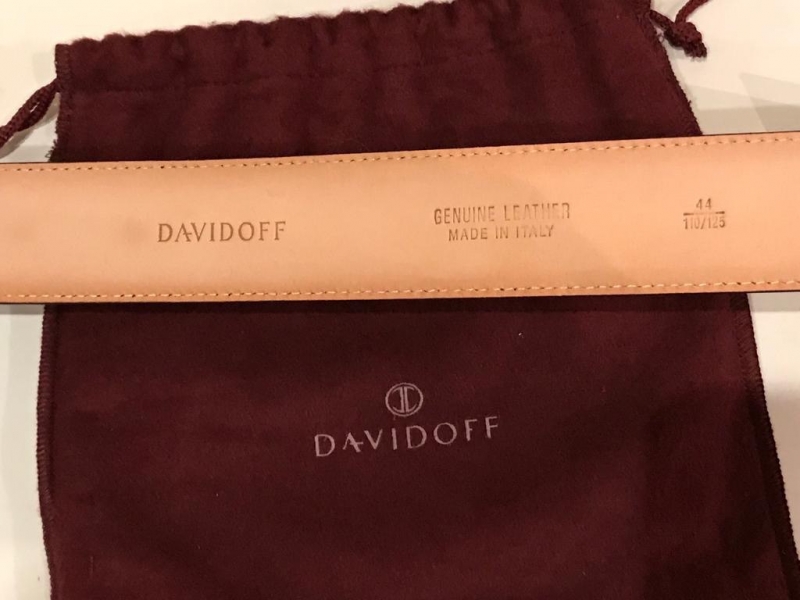 DAVIDOFF
GENUINE LEATHER
MADE IN ITALY
44
110/125
DAVIDOFF